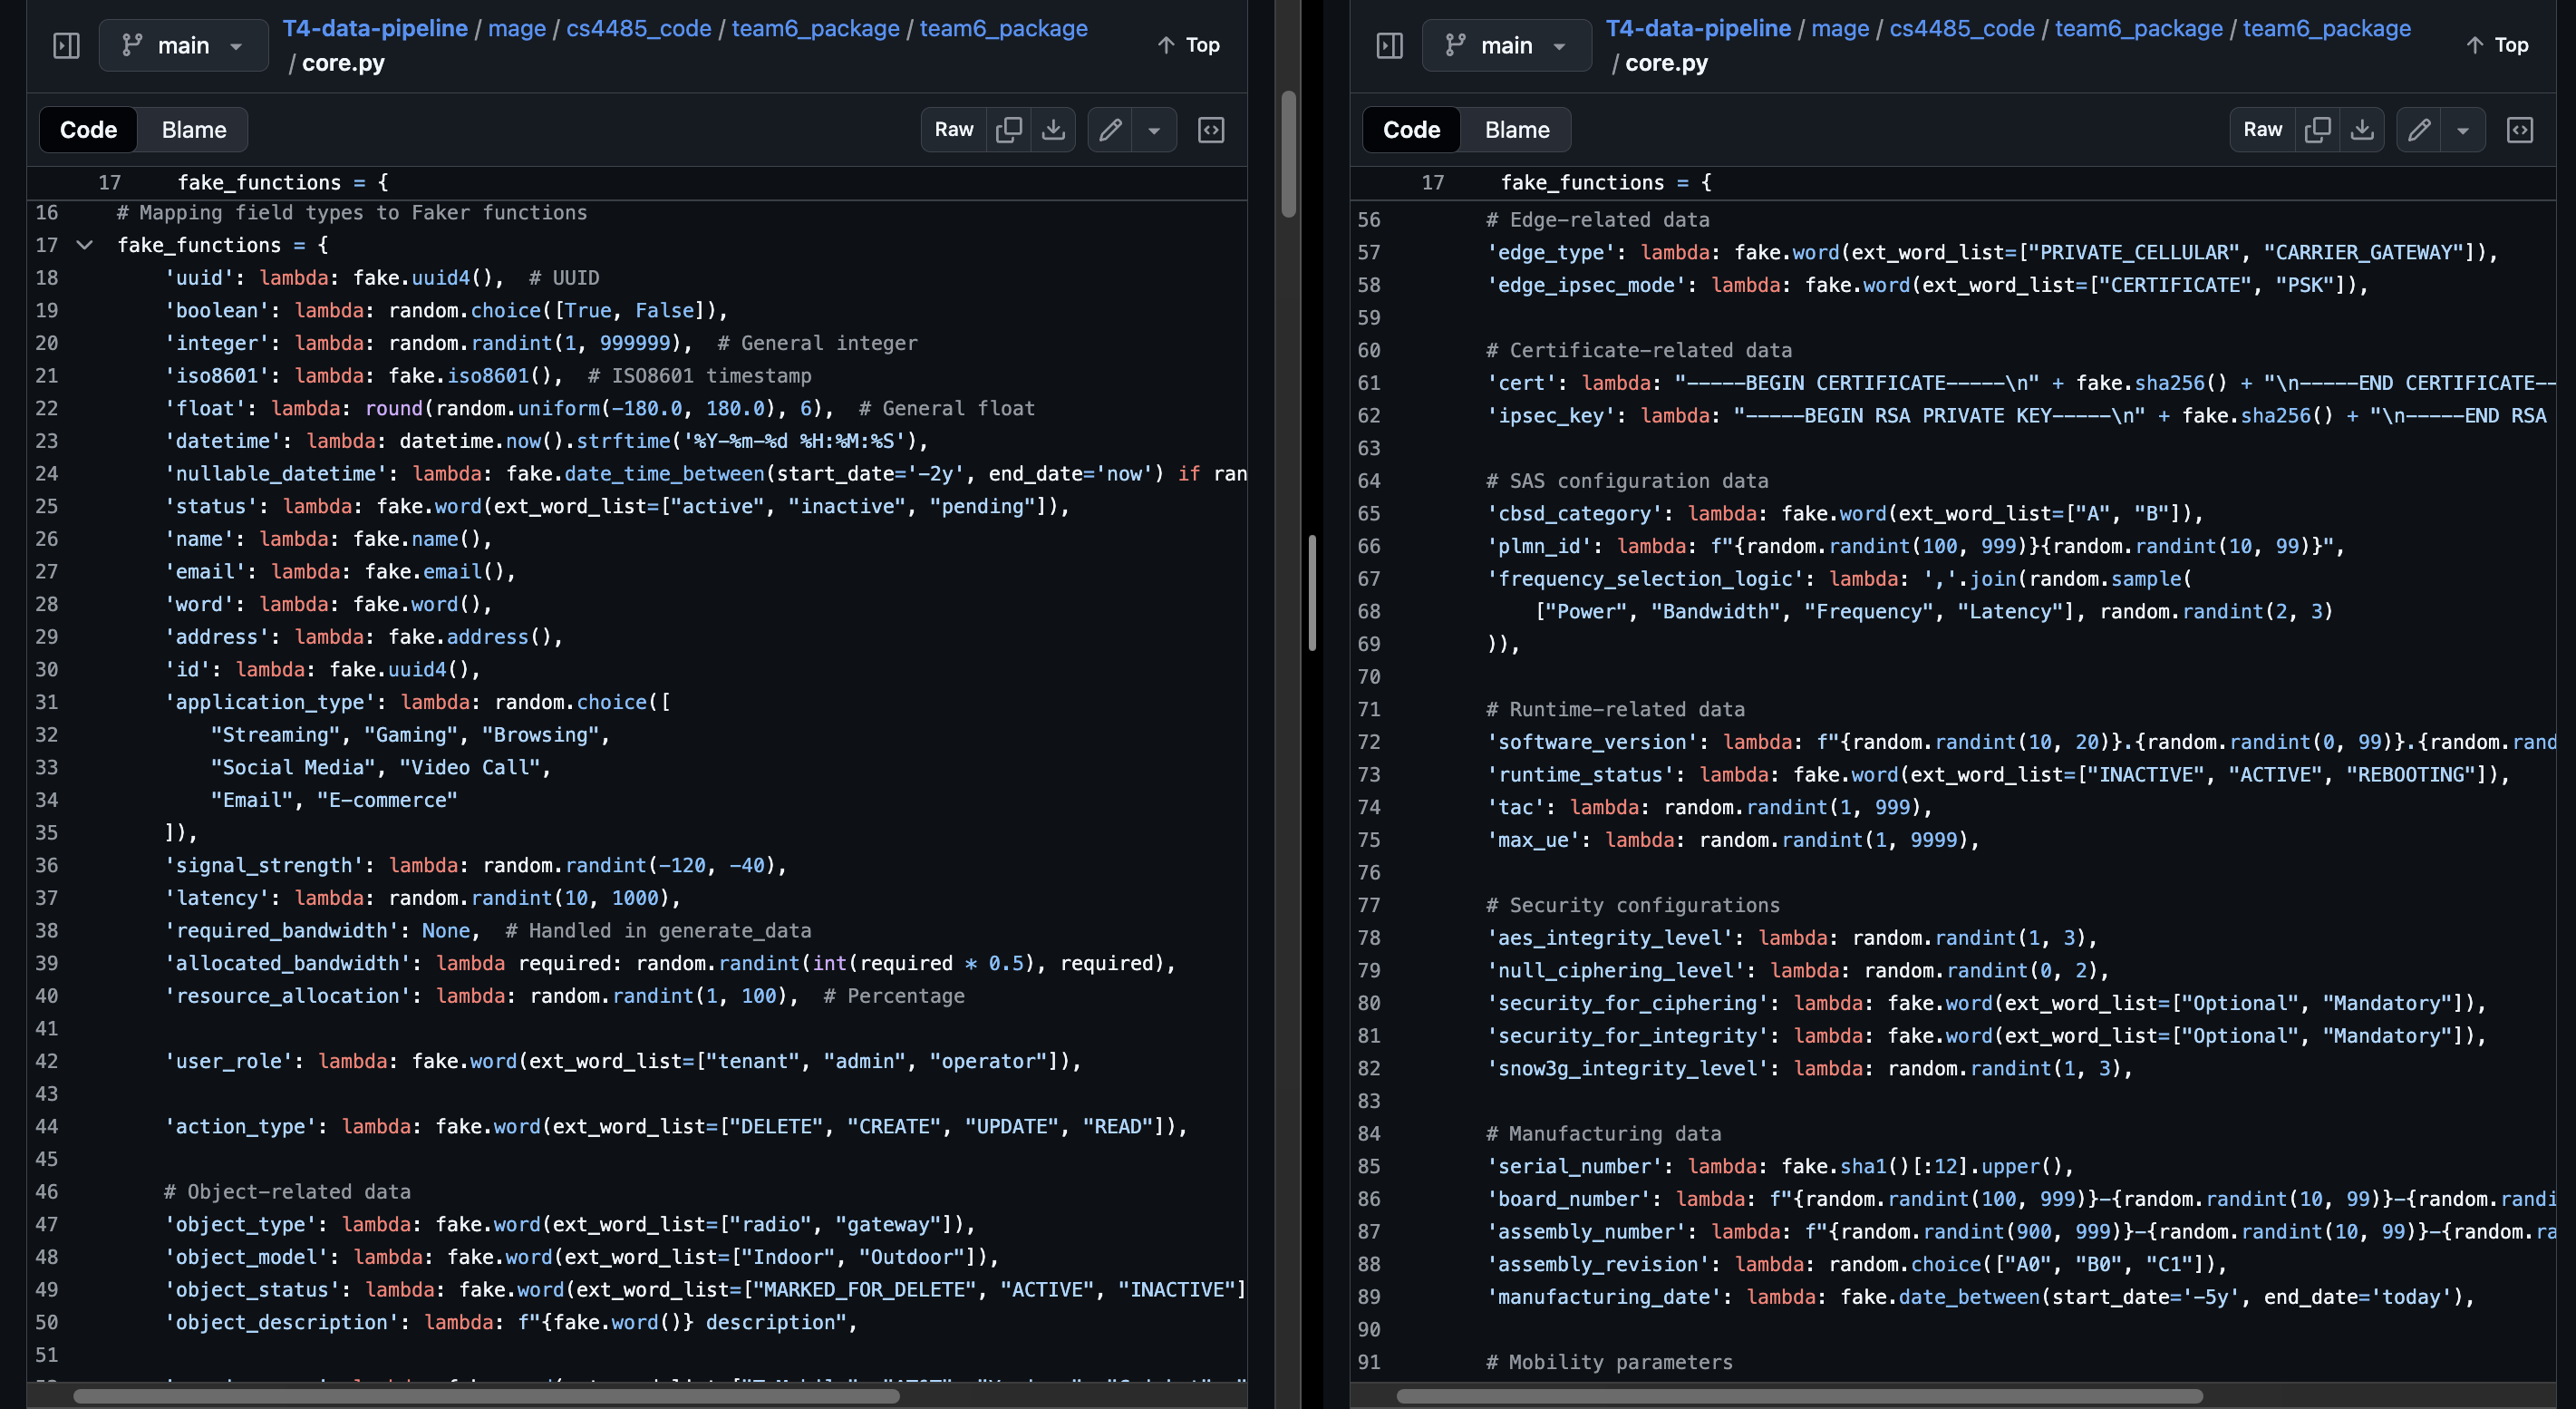 main
T4-data-pipeline / mage / cs4485_code / team6_package / team6_package
/ core.py
Top
Code
Blame
Raw
17 fake_functions = {
16 # Mapping field types to Faker functions
17 fake_functions = {
18 'uuid': lambda: fake.uuid4(),  # UUID
19 'boolean': lambda: random.choice([True, False]),
20 'integer': lambda: random.randint(1, 999999),  # General integer
21 'iso8601': lambda: fake.iso8601(),  # ISO8601 timestamp
22 'float': lambda: round(random.uniform(-180.0, 180.0), 6),  # General float
23 'datetime': lambda: datetime.now().strftime('%Y-%m-%d %H:%M:%S'),
24 'nullable_datetime': lambda: fake.date_time_between(start_date='-2y', end_date='now') if ran
25 'status': lambda: fake.word(ext_word_list=["active", "inactive", "pending"]),
26 'name': lambda: fake.name(),
27 'email': lambda: fake.email(),
28 'word': lambda: fake.word(),
29 'address': lambda: fake.address(),
30 'id': lambda: fake.uuid4(),
31 'application_type': lambda: random.choice([
32 "Streaming", "Gaming", "Browsing",
33 "Social Media", "Video Call",
34 "Email", "E-commerce"
35 ]),
36 'signal_strength': lambda: random.randint(-120, -40),
37 'latency': lambda: random.randint(10, 1000),
38 'required_bandwidth': None,  # Handled in generate_data
39 'allocated_bandwidth': lambda required: random.randint(int(required * 0.5), required),
40 'resource_allocation': lambda: random.randint(1, 100),  # Percentage
41
42 'user_role': lambda: fake.word(ext_word_list=["tenant", "admin", "operator"]),
43
44 'action_type': lambda: fake.word(ext_word_list=["DELETE", "CREATE", "UPDATE", "READ"]),
45
46 # Object-related data
47 'object_type': lambda: fake.word(ext_word_list=["radio", "gateway"]),
48 'object_model': lambda: fake.word(ext_word_list=["Indoor", "Outdoor"]),
49 'object_status': lambda: fake.word(ext_word_list=["MARKED_FOR_DELETE", "ACTIVE", "INACTIVE"]
50 'object_description': lambda: f"{fake.word()} description",
51
main
T4-data-pipeline / mage / cs4485_code / team6_package / team6_package
/ core.py
Top
Code
Blame
Raw
17 fake_functions = {
56 # Edge-related data
57 'edge_type': lambda: fake.word(ext_word_list=["PRIVATE_CELLULAR", "CARRIER_GATEWAY"]),
58 'edge_ipsec_mode': lambda: fake.word(ext_word_list=["CERTIFICATE", "PSK"]),
59
60 # Certificate-related data
61 'cert': lambda: "-----BEGIN CERTIFICATE-----\n" + fake.sha256() + "\n-----END CERTIFICATE--
62 'ipsec_key': lambda: "-----BEGIN RSA PRIVATE KEY-----\n" + fake.sha256() + "\n-----END RSA
63
64 # SAS configuration data
65 'cbsd_category': lambda: fake.word(ext_word_list=["A", "B"]),
66 'plmn_id': lambda: f"{random.randint(100, 999)}{random.randint(10, 99)}",
67 'frequency_selection_logic': lambda: ','.join(random.sample(
68 ["Power", "Bandwidth", "Frequency", "Latency"], random.randint(2, 3)
69 )),
70
71 # Runtime-related data
72 'software_version': lambda: f"{random.randint(10, 20)}.{random.randint(0, 99)}.{random.rand
73 'runtime_status': lambda: fake.word(ext_word_list=["INACTIVE", "ACTIVE", "REBOOTING"]),
74 'tac': lambda: random.randint(1, 999),
75 'max_ue': lambda: random.randint(1, 9999),
76
77 # Security configurations
78 'aes_integrity_level': lambda: random.randint(1, 3),
79 'null_ciphering_level': lambda: random.randint(0, 2),
80 'security_for_ciphering': lambda: fake.word(ext_word_list=["Optional", "Mandatory"]),
81 'security_for_integrity': lambda: fake.word(ext_word_list=["Optional", "Mandatory"]),
82 'snow3g_integrity_level': lambda: random.randint(1, 3),
83
84 # Manufacturing data
85 'serial_number': lambda: fake.sha1()[:12].upper(),
86 'board_number': lambda: f"{random.randint(100, 999)}-{random.randint(10, 99)}-{random.randi
87 'assembly_number': lambda: f"{random.randint(900, 999)}-{random.randint(10, 99)}-{random.ra
88 'assembly_revision': lambda: random.choice(["A0", "B0", "C1"]),
89 'manufacturing_date': lambda: fake.date_between(start_date='-5y', end_date='today'),
90
91 # Mobility parameters